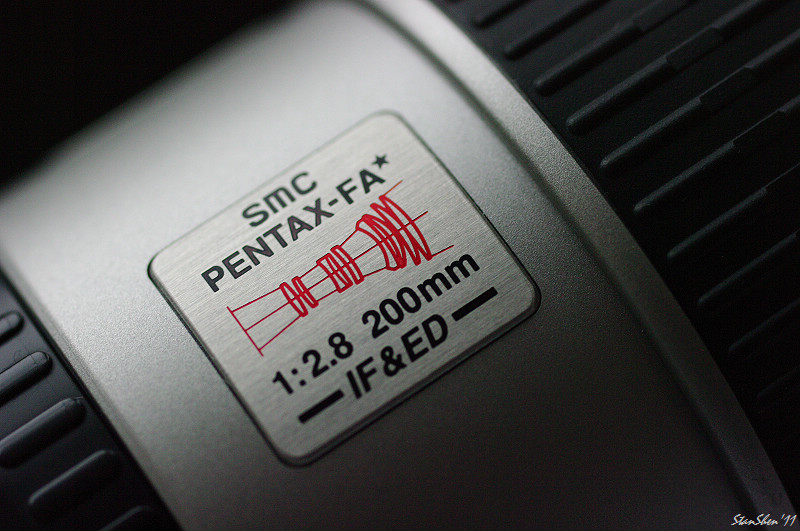 smc
PENTAX-FA★
1:2.8 200mm
IF&ED
StanShen'11